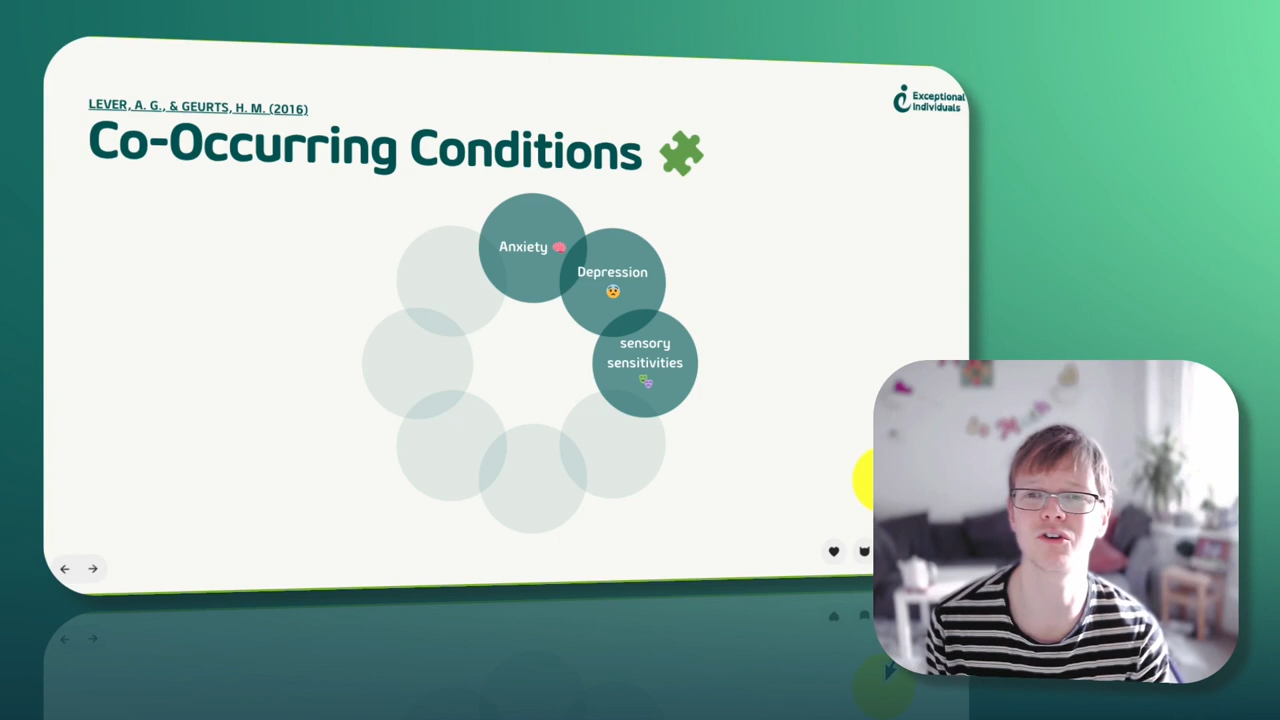 LEVER, A. G., & GEURTS, H. M. (2016)
Co-Occurring Conditions
Exceptional
Individuals
Anxiety
Depression
sensory
sensitivities